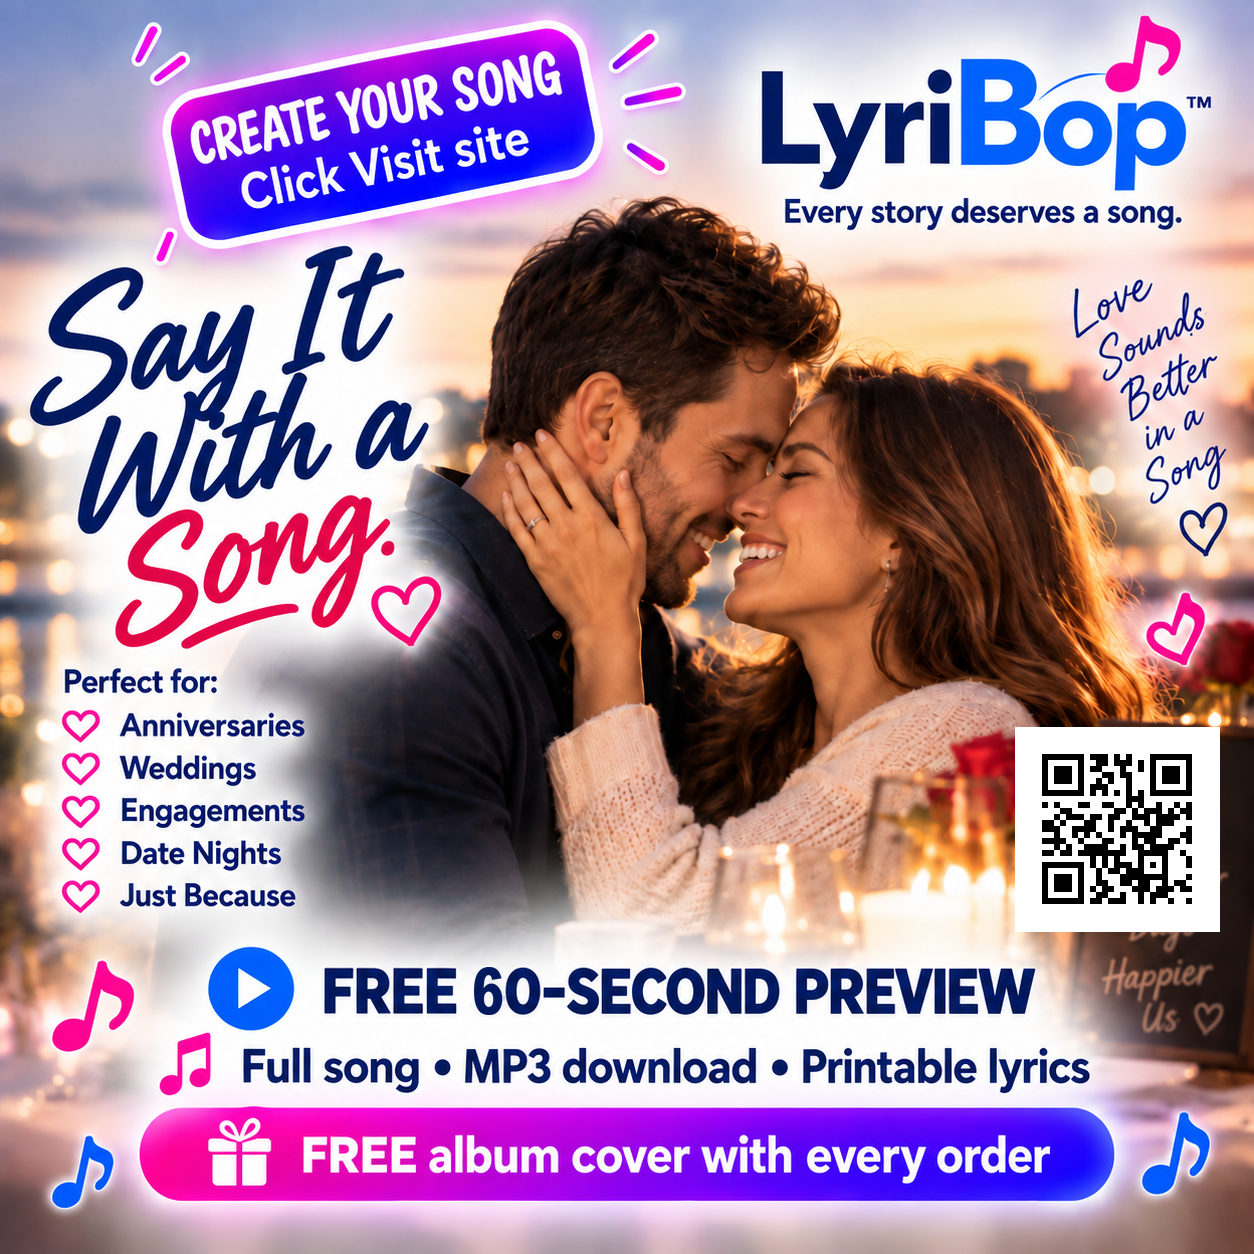 CREATE YOUR SONG
Click Visit site
LyriBop™
Every story deserves a song.
Say It
With a
Song.
Love
Sounds
Better
in a
Song
Perfect for:
Anniversaries
Weddings
Engagements
Date Nights
Just Because
Happier
Us
FREE 60-SECOND PREVIEW
Full song • MP3 download • Printable lyrics
FREE album cover with every order